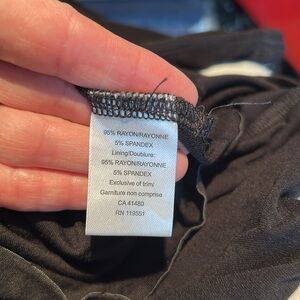 95% RAYON/RAYONNE
5% SPANDEX
Lining/Doublure:
95% RAYON/RAYONNE
5% SPANDEX
Exclusive of trim/
Garniture non comprise
CA 41480
RN 119551